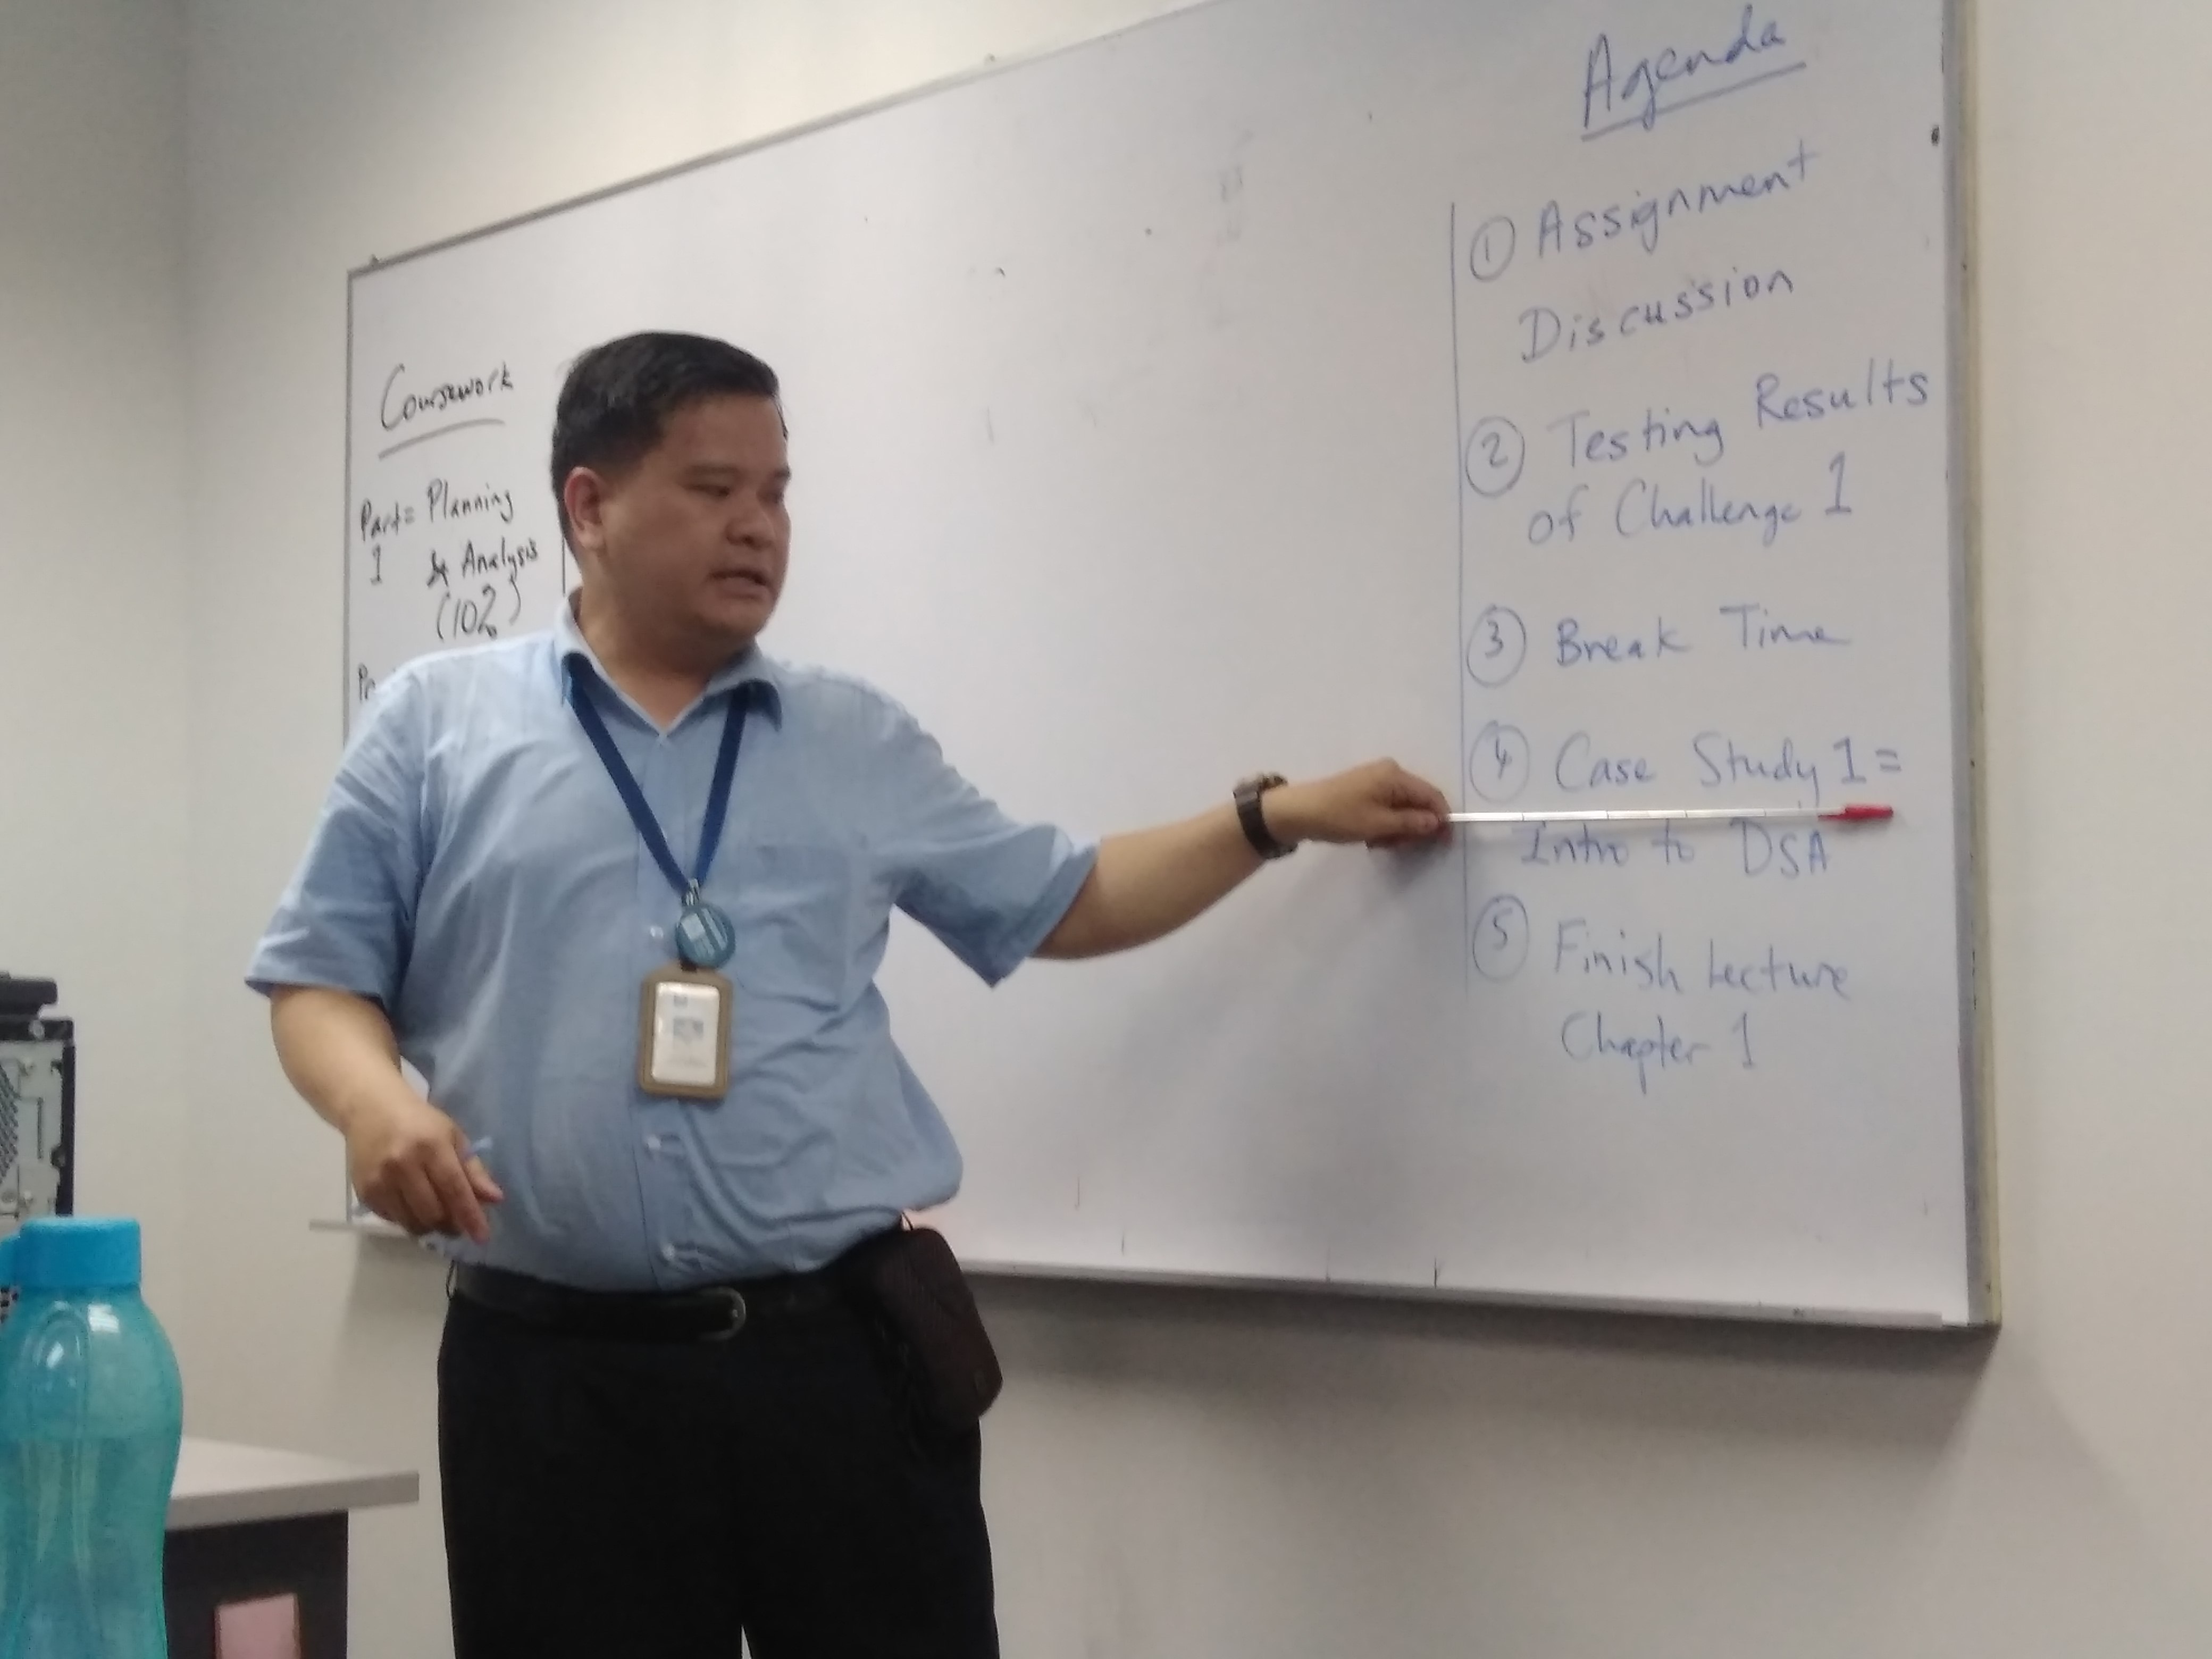 Coursework
Part= Planning
1 & Analysis
(10%)
Agenda
① Assignment
Discussion
② Testing Results
of Challenge 1
③ Break Time
④ Case Study 1=
Intro to DSA
⑤ Finish Lecture
Chapter 1